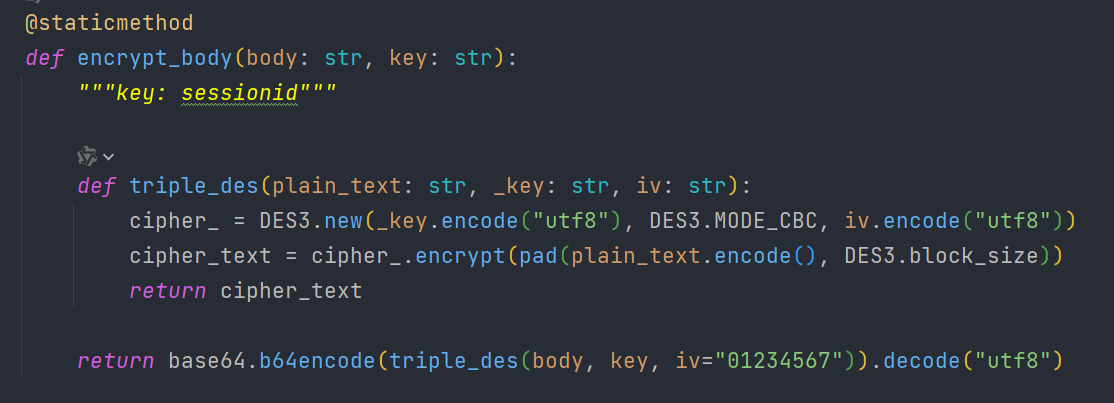 @staticmethod
def encrypt_body(body: str, key: str):
    """key: sessionid"""
    def triple_des(plain_text: str, _key: str, iv: str):
        cipher_ = DES3.new(_key.encode("utf8"), DES3.MODE_CBC, iv.encode("utf8"))
        cipher_text = cipher_.encrypt(pad(plain_text.encode(), DES3.block_size))
        return cipher_text
    return base64.b64encode(triple_des(body, key, iv="01234567")).decode("utf8")